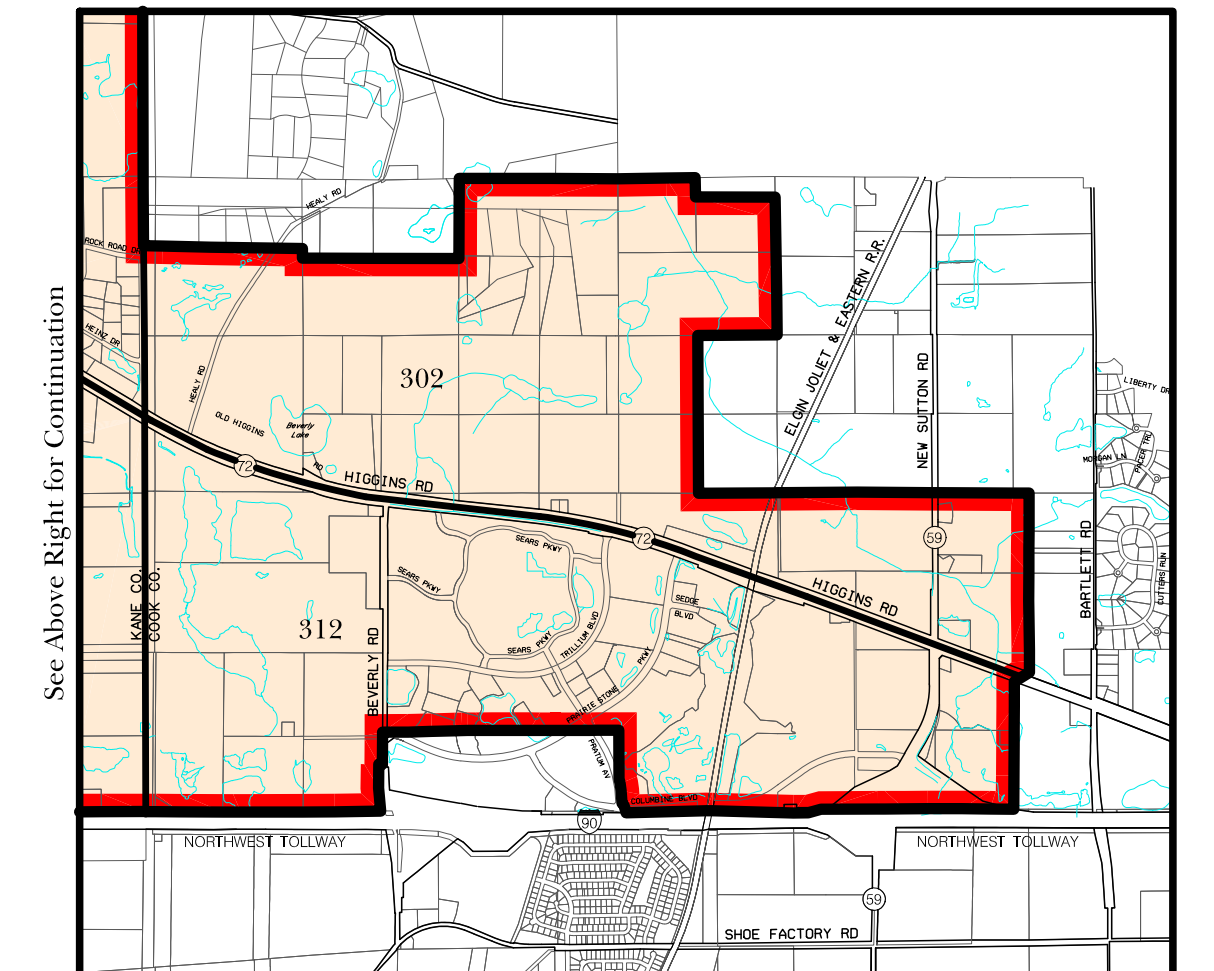 See Above Right for Continuation
HEALY RD
ROCK ROAD DR
HEINZ DR
HEALY RD
302
OLD HIGGINS
Beverly
Lake
RD
72
HIGGINS RD
ELGIN JOLIET & EASTERN R.R.
NEW SUTTON RD
LIBERTY DR
PACER TRL
MORGAN LN
BARTLETT RD
CUTTERS RUN
72
59
SEARS PKWY
SEARS PKWY
SEARS PKWY
TRILLIUM BLVD
SEDGE
BLVD
HIGGINS RD
KANE CO.
COOK CO.
312
BEVERLY RD
PRAIRIE STONE
PKWY
PRATUM AV
COLUMBINE BLVD
90
NORTHWEST TOLLWAY
NORTHWEST TOLLWAY
59
SHOE FACTORY RD